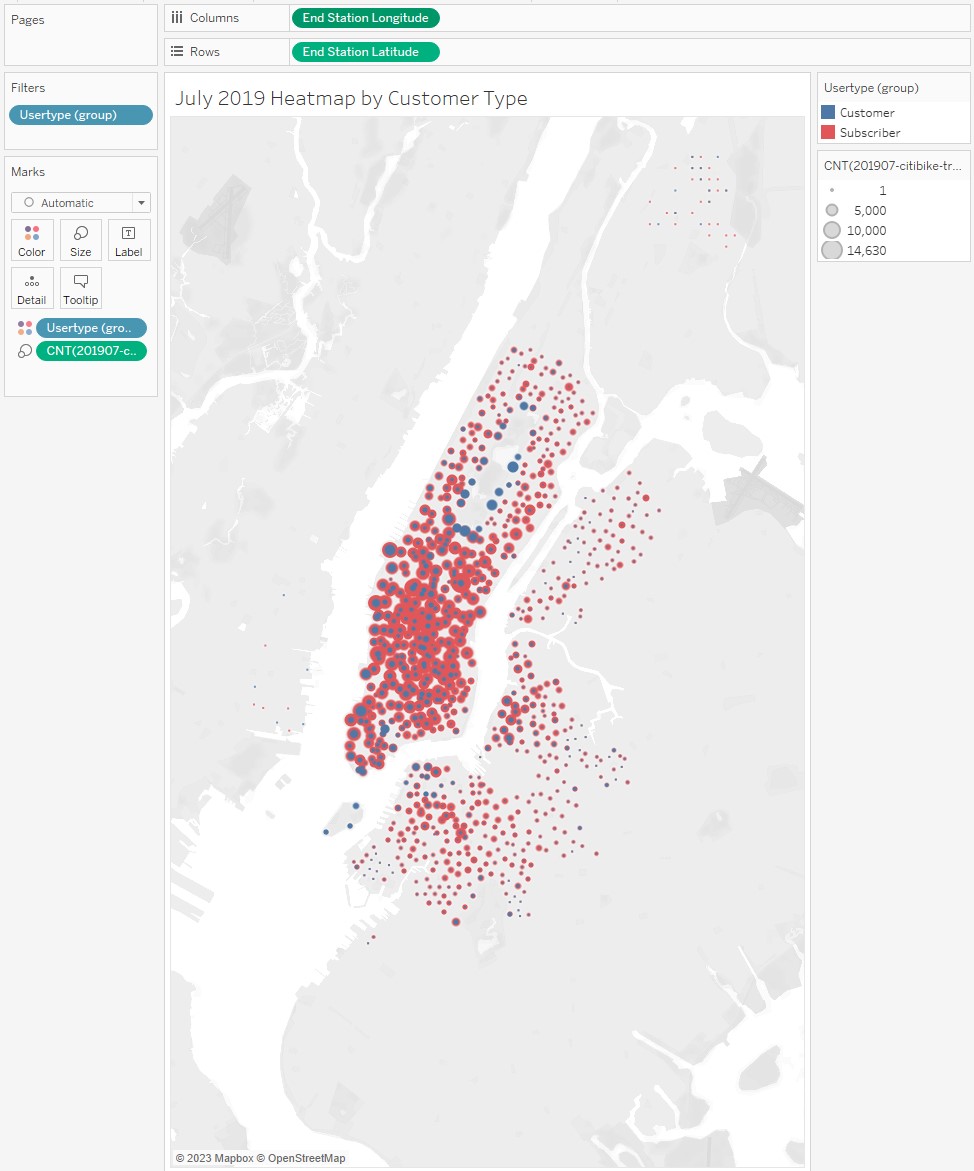 Pages
Columns
End Station Longitude
Rows
End Station Latitude
Filters
Usertype (group)
Marks
Automatic
Color
Size
Label
Detail
Tooltip
Usertype (gro..
CNT(201907-c..
July 2019 Heatmap by Customer Type
© 2023 Mapbox © OpenStreetMap
Usertype (group)
Customer
Subscriber
CNT(201907-citibike-tr...
1
5,000
10,000
14,630